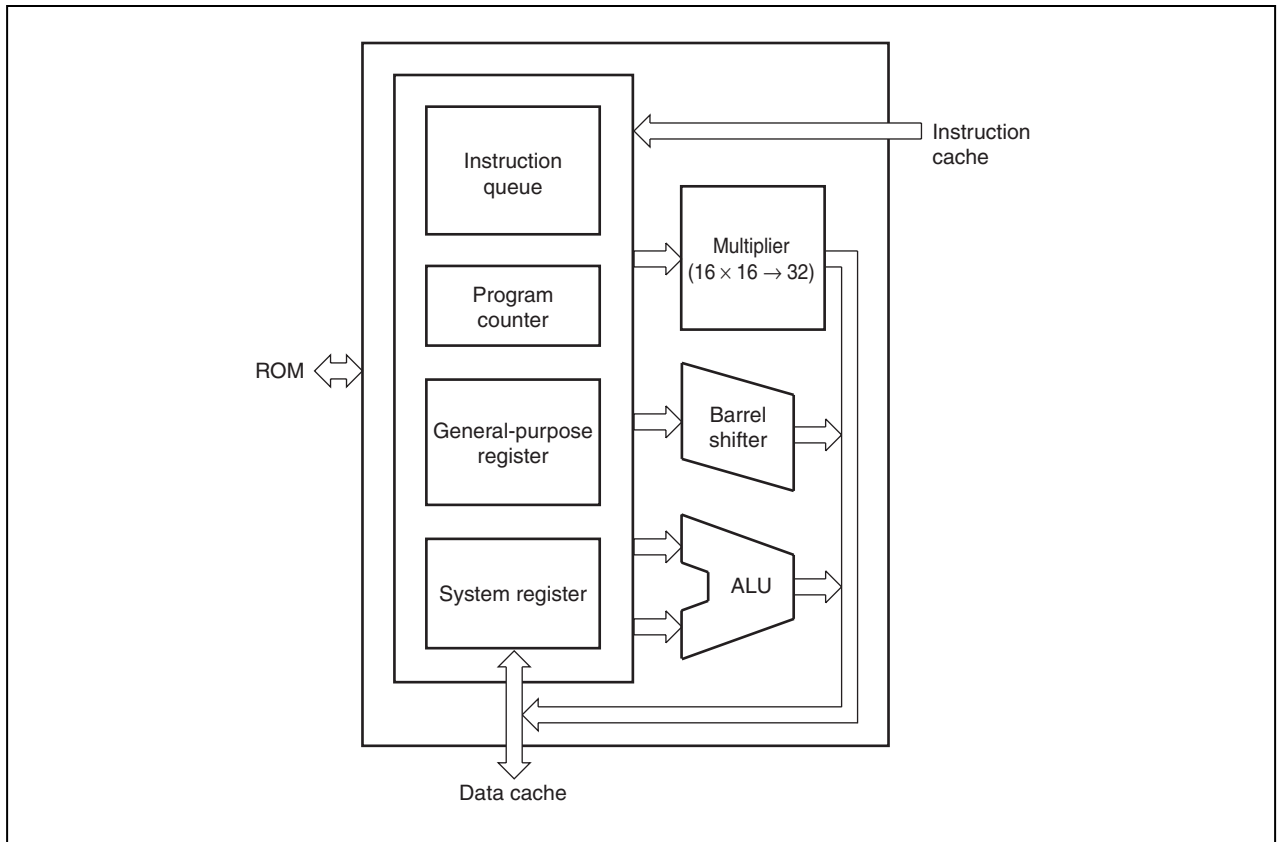 Instruction
queue
Program
counter
General-purpose
register
System register
Instruction
cache
Multiplier
(16 × 16 → 32)
Barrel
shifter
ALU
ROM
Data cache